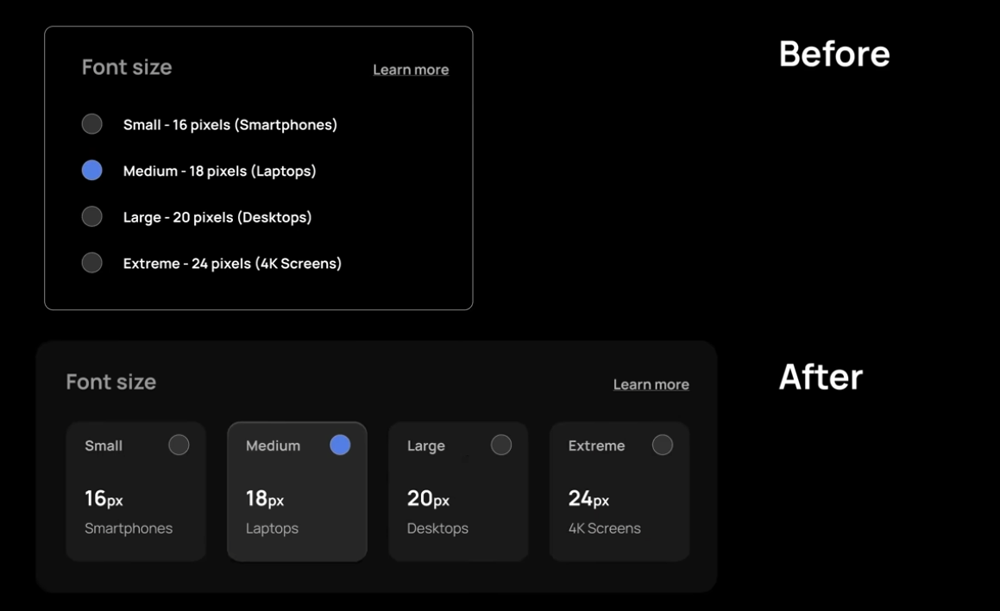 Before
Font size
Learn more
Small - 16 pixels (Smartphones)
Medium - 18 pixels (Laptops)
Large - 20 pixels (Desktops)
Extreme - 24 pixels (4K Screens)
After
Font size
Learn more
Small
16px
Smartphones
Medium
18px
Laptops
Large
20px
Desktops
Extreme
24px
4K Screens